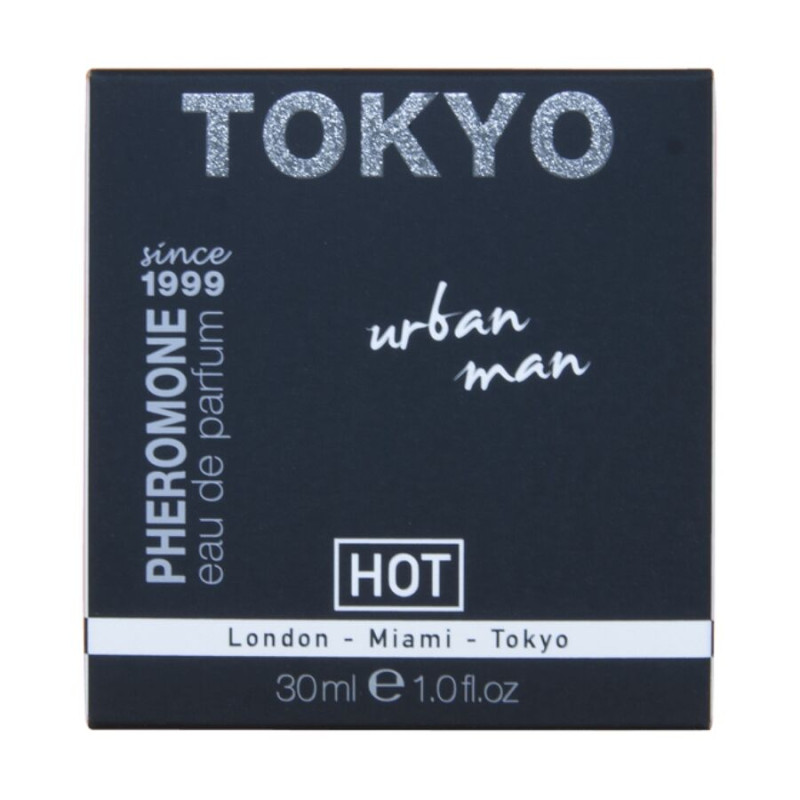 TOKYO
since
1999
PHEROMONE
eau de parfum
urban
man
HOT
London - Miami - Tokyo
30ml ℮ 1.0fl.oz